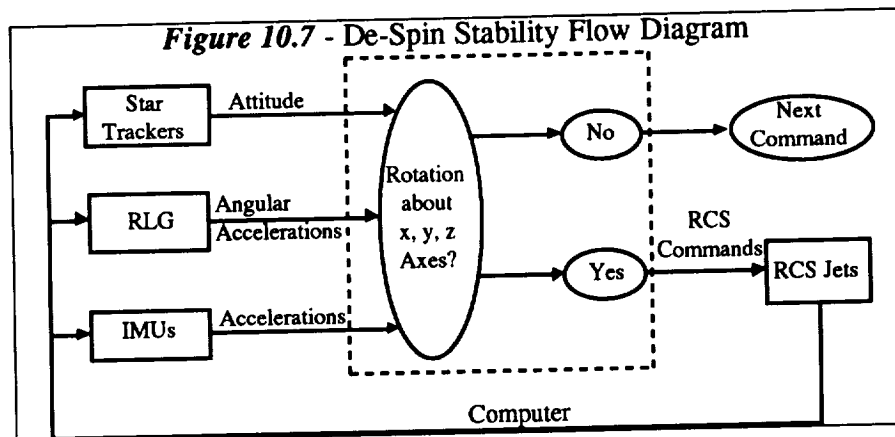 Figure 10.7 - De-Spin Stability Flow Diagram
Star
Trackers
Attitude
RLG
Angular
Accelerations
IMUs
Accelerations
Rotation
about
x, y, z
Axes?
No
Next
Command
Yes
RCS
Commands
RCS Jets
Computer